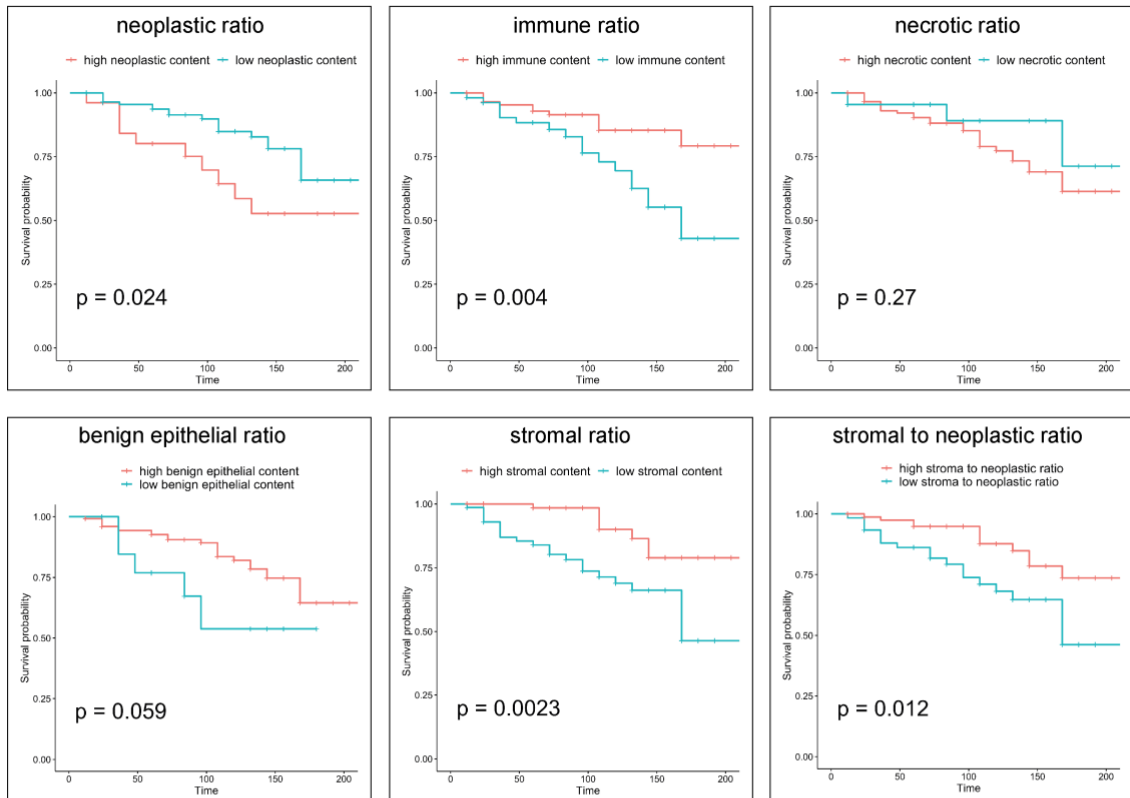 neoplastic ratio
high neoplastic content low neoplastic content
1.00
0.75
0.50
0.25
0.00
Survival probability
p = 0.024
0 50 100 150 200
Time
immune ratio
high immune content low immune content
1.00
0.75
0.50
0.25
0.00
Survival probability
p = 0.004
0 50 100 150 200
Time
necrotic ratio
high necrotic content low necrotic content
1.00
0.75
0.50
0.25
0.00
Survival probability
p = 0.27
0 50 100 150 200
Time
benign epithelial ratio
high benign epithelial content
low benign epithelial content
1.00
0.75
0.50
0.25
0.00
Survival probability
p = 0.059
0 50 100 150 200
Time
stromal ratio
high stromal content low stromal content
1.00
0.75
0.50
0.25
0.00
Survival probability
p = 0.0023
0 50 100 150 200
Time
stromal to neoplastic ratio
high stroma to neoplastic ratio
low stroma to neoplastic ratio
1.00
0.75
0.50
0.25
0.00
Survival probability
p = 0.012
0 50 100 150 200
Time